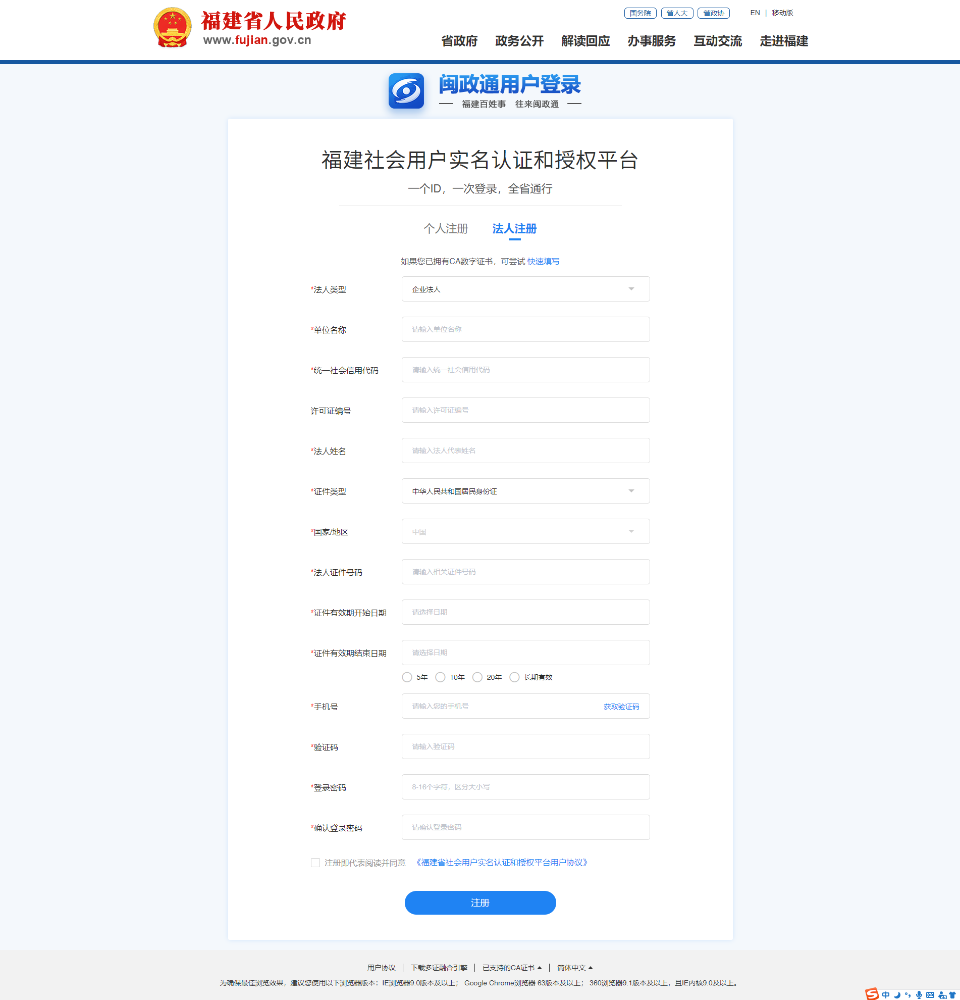 福建省人民政府
www.fujian.gov.cn
国务院 省人大 省政协 EN | 移动版
省政府 政务公开 解读回应 办事服务 互动交流 走进福建
闽政通用户登录
福建百姓事 往来闽政通
福建社会用户实名认证和授权平台
一个ID，一次登录，全省通行
个人注册 法人注册
如果您已拥有CA数字证书，可尝试 快速填写
*法人类型 企业法人
*单位名称 请输入单位名称
*统一社会信用代码 请输入统一社会信用代码
许可证编号 请输入许可证编号
*法人姓名 请输入法人代表姓名
*证件类型 中华人民共和国居民身份证
*国家/地区 中国
*法人证件号码 请输入相关证件号码
*证件有效期开始日期 请选择日期
*证件有效期结束日期 请选择日期
5年 10年 20年 长期有效
*手机号 请输入您的手机号 获取验证码
*验证码 请输入验证码
*登录密码 8-16个字符，区分大小写
*确认登录密码 请确认登录密码
注册即代表阅读并同意 《福建省社会用户实名认证和授权平台用户协议》
注册
用户协议 | 下载多证融合引擎 | 已支持的CA证书 | 简体中文
为确保最佳浏览效果，建议您使用以下浏览器版本：IE浏览器9.0版本及以上； Google Chrome浏览器 63版本及以上； 360浏览器9.1版本及以上，且IE内核9.0及以上。
S 中